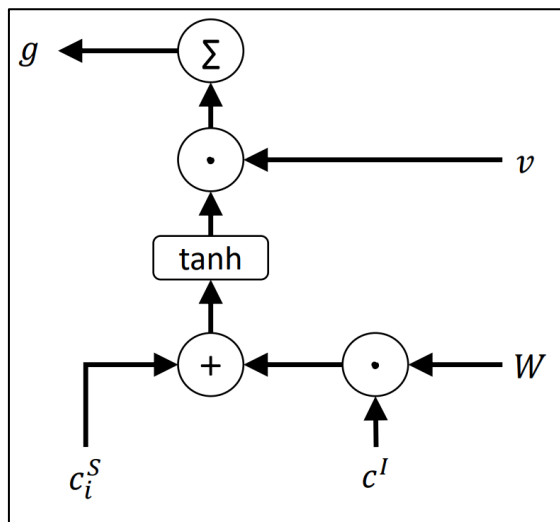 g
Σ
·
v
tanh
+
·
W
c_i^S
c^I